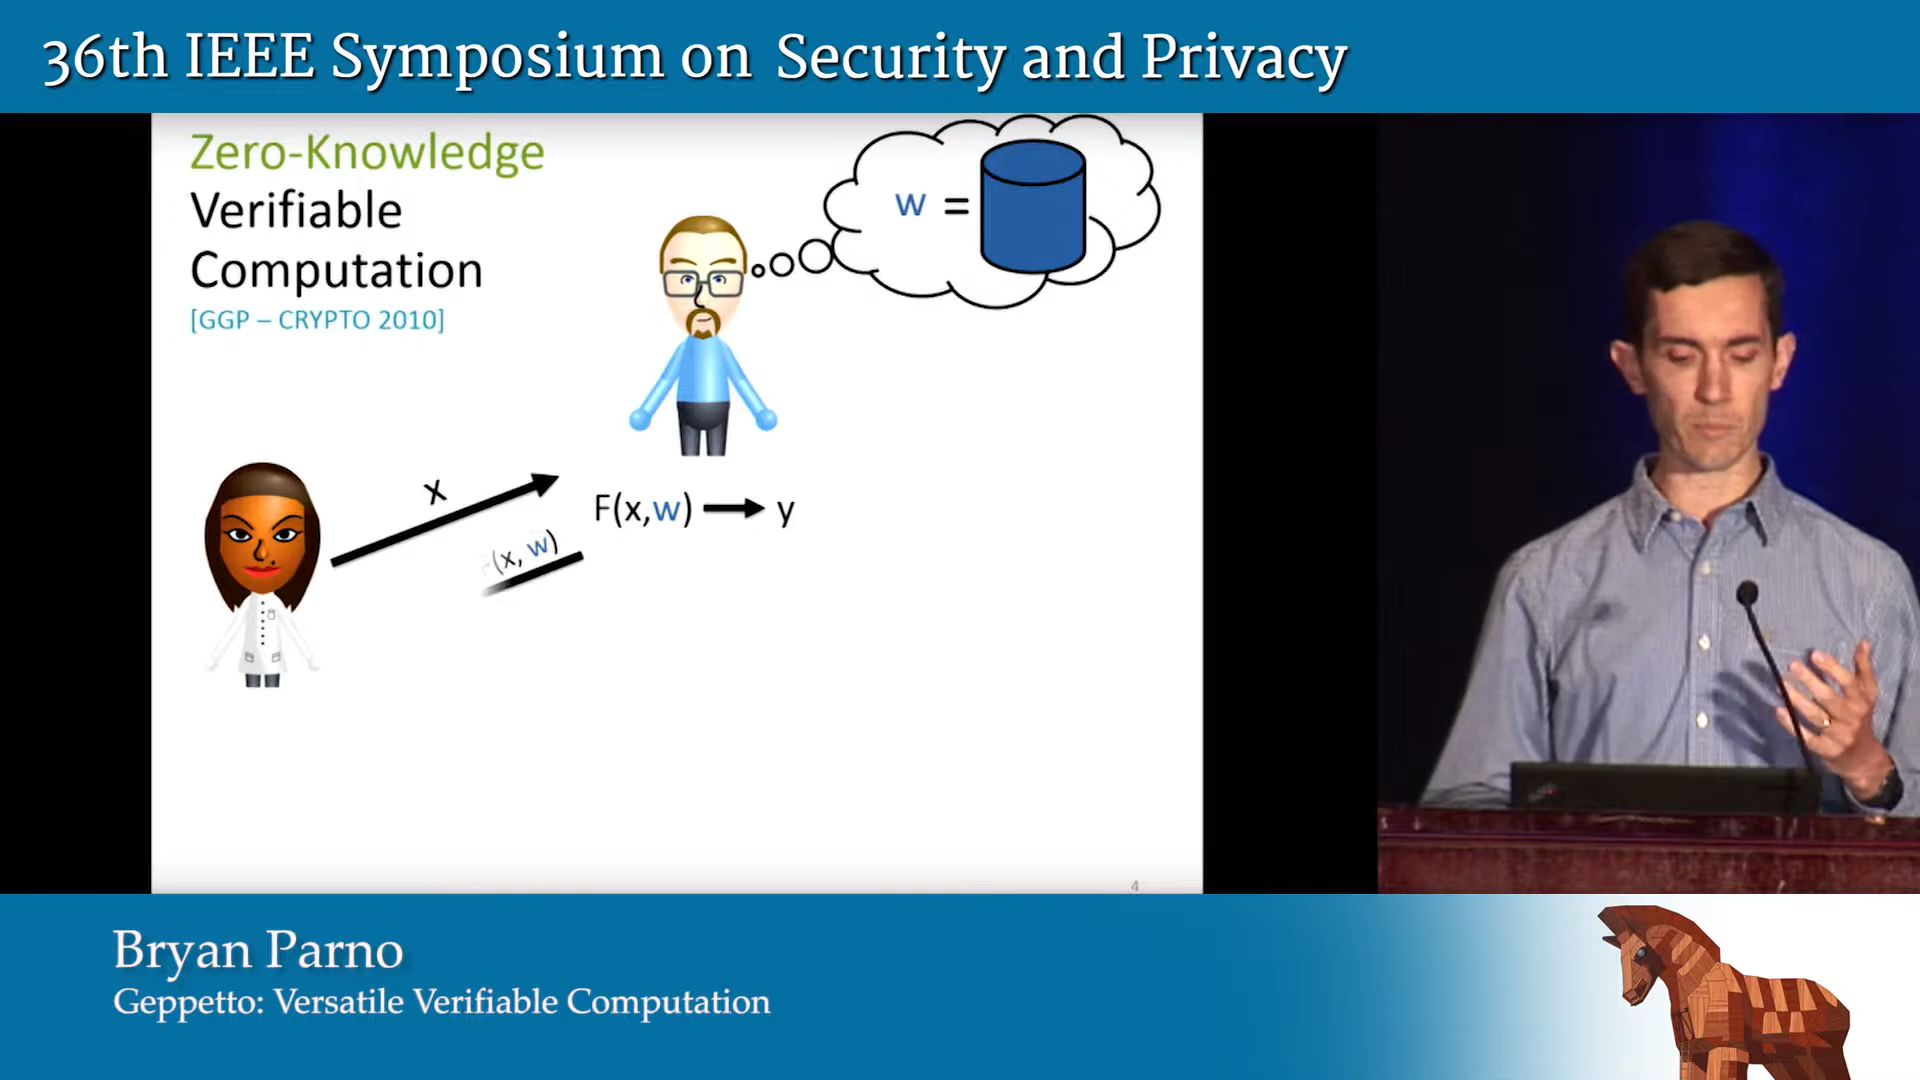 36th IEEE Symposium on Security and Privacy
Zero-Knowledge
Verifiable
Computation
[GGP – CRYPTO 2010]
w =
x
F(x,w) → y
(x, w)
4
Bryan Parno
Geppetto: Versatile Verifiable Computation